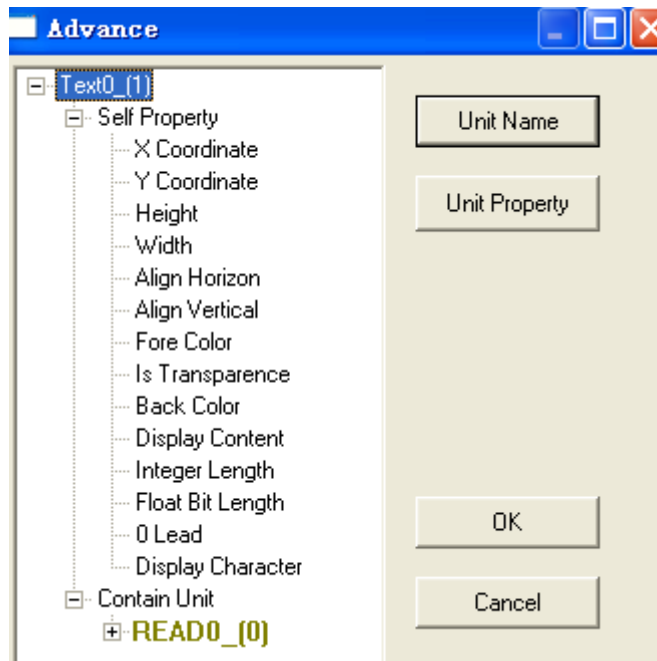 Advance
Text0_(1)
Self Property
X Coordinate
Y Coordinate
Height
Width
Align Horizon
Align Vertical
Fore Color
Is Transparence
Back Color
Display Content
Integer Length
Float Bit Length
0 Lead
Display Character
Contain Unit
READ0_(0)
Unit Name
Unit Property
OK
Cancel